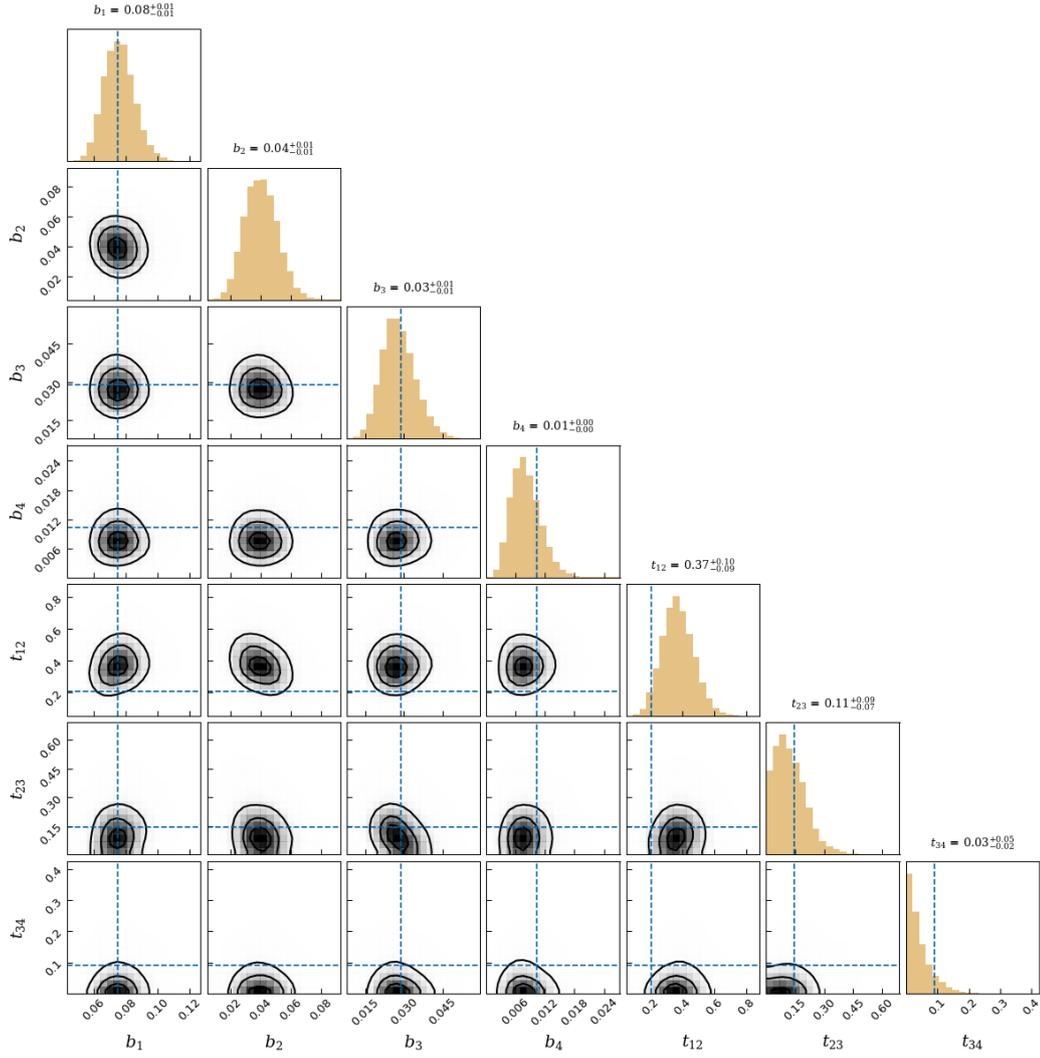 b₁ = 0.08⁺⁰·⁰¹₋₀.₀₁
b₂ = 0.04⁺⁰·⁰¹₋₀.₀₁
0.08
0.06
0.04
0.02
b₂
b₃ = 0.03⁺⁰·⁰¹₋₀.₀₁
0.045
0.030
0.015
b₃
b₄ = 0.01⁺⁰·⁰⁰₋₀.₀₀
0.024
0.018
0.012
0.006
b₄
t₁₂ = 0.37⁺⁰·¹⁰₋₀.₀₉
0.8
0.6
0.4
0.2
t₁₂
t₂₃ = 0.11⁺⁰·⁰⁹₋₀.₀₇
0.60
0.45
0.30
0.15
t₂₃
t₃₄ = 0.03⁺⁰·⁰⁵₋₀.₀₂
0.4
0.3
0.2
0.1
t₃₄
0.06 0.08 0.10 0.12 0.02 0.04 0.06 0.08 0.015 0.030 0.045 0.006 0.012 0.018 0.024 0.2 0.4 0.6 0.8 0.15 0.30 0.45 0.60 0.1 0.2 0.3 0.4
b₁ b₂ b₃ b₄ t₁₂ t₂₃ t₃₄